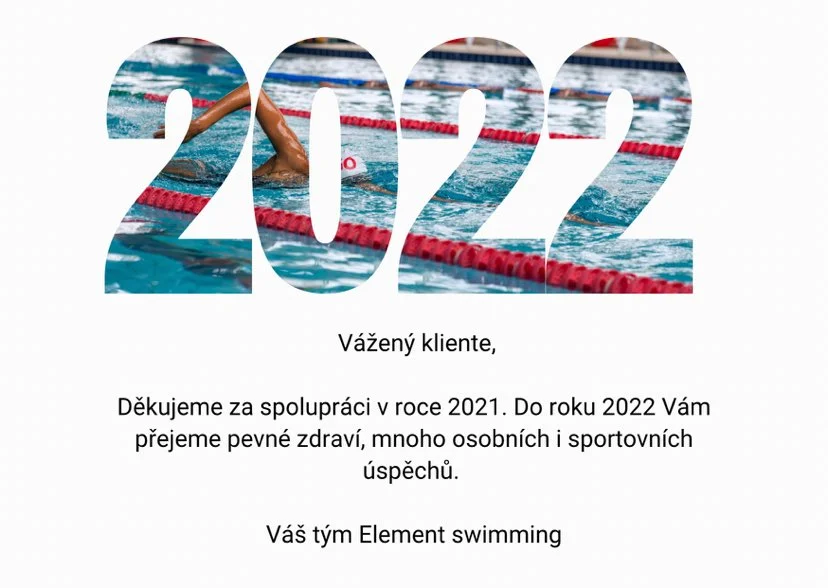 2022
Vážený kliente,
Děkujeme za spolupráci v roce 2021. Do roku 2022 Vám
přejeme pevné zdraví, mnoho osobních i sportovních
úspěchů.
Váš tým Element swimming